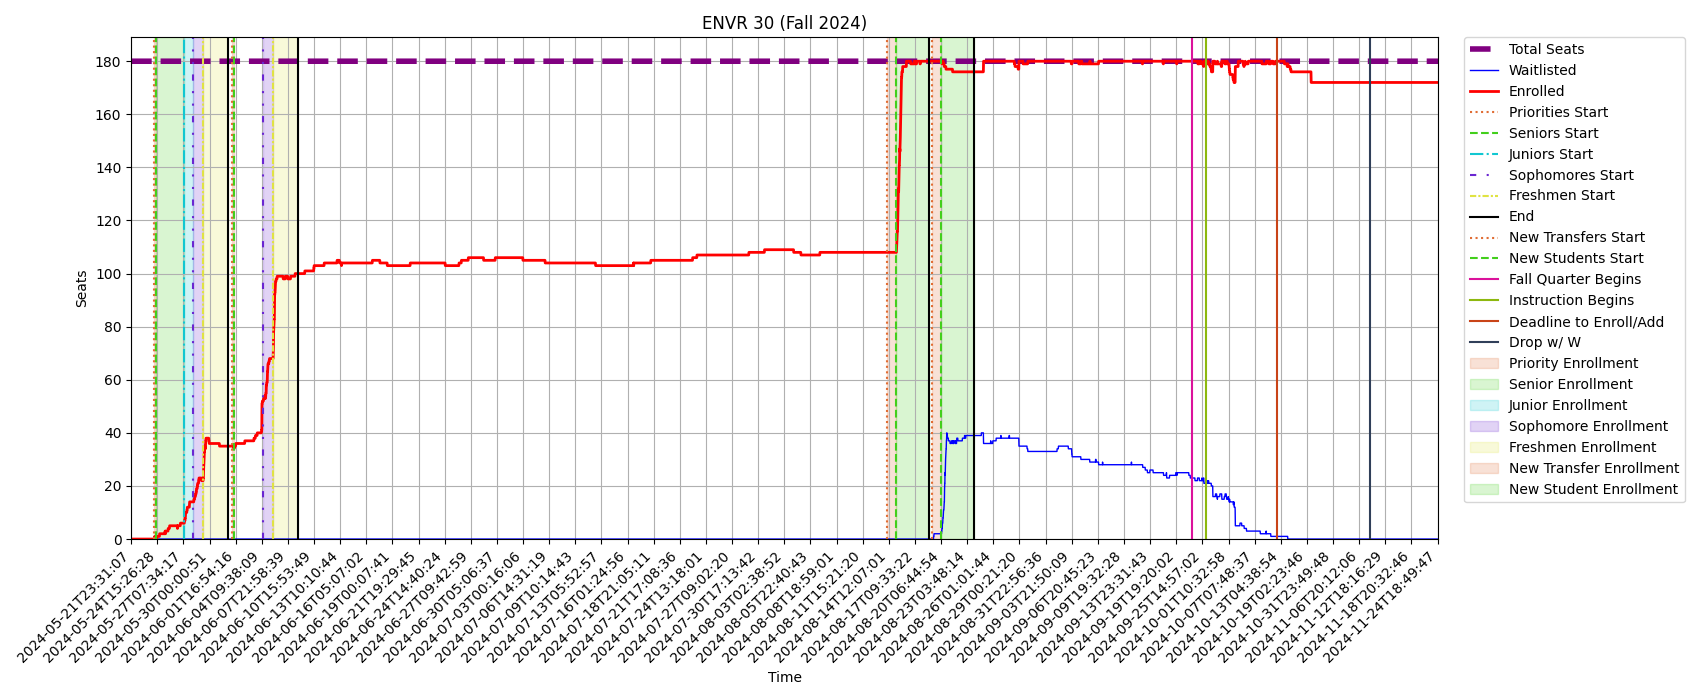 ENVR 30 (Fall 2024)
Seats
180
160
140
120
100
80
60
40
20
0
2024-05-21T23:31:07
2024-05-24T15:26:28
2024-05-27T07:34:17
2024-05-30T00:00:51
2024-06-01T16:54:16
2024-06-04T09:38:09
2024-06-07T21:58:39
2024-06-10T15:53:49
2024-06-13T10:10:44
2024-06-16T05:07:02
2024-06-19T00:07:41
2024-06-21T19:29:45
2024-06-24T14:40:24
2024-06-27T09:42:59
2024-06-30T05:06:37
2024-07-03T00:16:06
2024-07-06T14:31:19
2024-07-09T10:14:43
2024-07-13T05:52:57
2024-07-16T01:24:56
2024-07-18T21:05:11
2024-07-21T17:08:36
2024-07-24T13:18:01
2024-07-27T09:02:20
2024-07-30T17:13:42
2024-08-03T02:38:52
2024-08-05T22:40:43
2024-08-08T18:59:01
2024-08-11T15:21:20
2024-08-14T12:07:01
2024-08-17T09:33:22
2024-08-20T06:44:54
2024-08-23T03:48:14
2024-08-26T01:01:44
2024-08-29T00:21:20
2024-08-31T22:56:36
2024-09-03T21:50:09
2024-09-06T20:45:23
2024-09-09T19:32:28
2024-09-13T23:31:43
2024-09-19T19:20:02
2024-09-25T14:57:02
2024-10-01T10:32:58
2024-10-07T07:48:37
2024-10-13T04:38:54
2024-10-19T02:23:46
2024-10-31T23:49:48
2024-11-06T20:12:06
2024-11-12T18:16:29
2024-11-18T20:32:46
2024-11-24T18:49:47
Time
Total Seats
Waitlisted
Enrolled
Priorities Start
Seniors Start
Juniors Start
Sophomores Start
Freshmen Start
End
New Transfers Start
New Students Start
Fall Quarter Begins
Instruction Begins
Deadline to Enroll/Add
Drop w/ W
Priority Enrollment
Senior Enrollment
Junior Enrollment
Sophomore Enrollment
Freshmen Enrollment
New Transfer Enrollment
New Student Enrollment